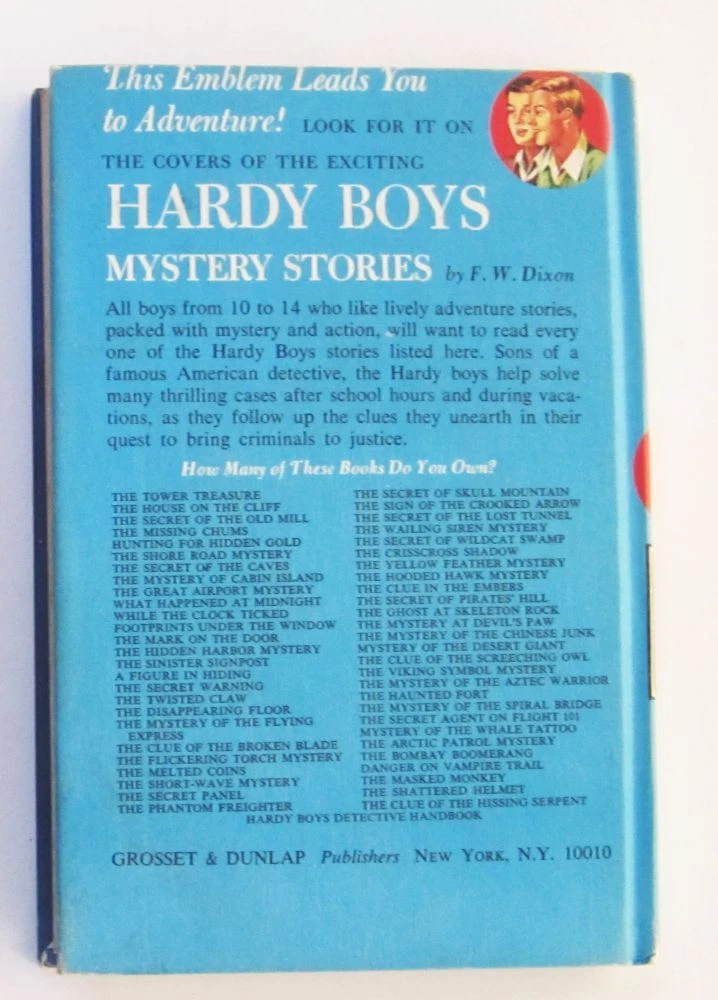 This Emblem Leads You
to Adventure! LOOK FOR IT ON
THE COVERS OF THE EXCITING
HARDY BOYS
MYSTERY STORIES by F. W. Dixon
All boys from 10 to 14 who like lively adventure stories,
packed with mystery and action, will want to read every
one of the Hardy Boys stories listed here. Sons of a
famous American detective, the Hardy boys help solve
many thrilling cases after school hours and during vaca-
tions, as they follow up the clues they unearth in their
quest to bring criminals to justice.
How Many of These Books Do You Own?
THE TOWER TREASURE
THE HOUSE ON THE CLIFF
THE SECRET OF THE OLD MILL
THE MISSING CHUMS
HUNTING FOR HIDDEN GOLD
THE SHORE ROAD MYSTERY
THE SECRET OF THE CAVES
THE MYSTERY OF CABIN ISLAND
THE GREAT AIRPORT MYSTERY
WHAT HAPPENED AT MIDNIGHT
WHILE THE CLOCK TICKED
FOOTPRINTS UNDER THE WINDOW
THE MARK ON THE DOOR
THE HIDDEN HARBOR MYSTERY
THE SINISTER SIGNPOST
A FIGURE IN HIDING
THE SECRET WARNING
THE TWISTED CLAW
THE DISAPPEARING FLOOR
THE MYSTERY OF THE FLYING
EXPRESS
THE CLUE OF THE BROKEN BLADE
THE FLICKERING TORCH MYSTERY
THE MELTED COINS
THE SHORT-WAVE MYSTERY
THE SECRET PANEL
THE PHANTOM FREIGHTER
THE SECRET OF SKULL MOUNTAIN
THE SIGN OF THE CROOKED ARROW
THE SECRET OF THE LOST TUNNEL
THE WAILING SIREN MYSTERY
THE SECRET OF WILDCAT SWAMP
THE CRISSCROSS SHADOW
THE YELLOW FEATHER MYSTERY
THE HOODED HAWK MYSTERY
THE CLUE IN THE EMBERS
THE SECRET OF PIRATES' HILL
THE GHOST AT SKELETON ROCK
THE MYSTERY AT DEVIL'S PAW
THE MYSTERY OF THE CHINESE JUNK
MYSTERY OF THE DESERT GIANT
THE CLUE OF THE SCREECHING OWL
THE VIKING SYMBOL MYSTERY
THE MYSTERY OF THE AZTEC WARRIOR
THE HAUNTED FORT
THE MYSTERY OF THE SPIRAL BRIDGE
THE SECRET AGENT ON FLIGHT 101
MYSTERY OF THE WHALE TATTOO
THE ARCTIC PATROL MYSTERY
THE BOMBAY BOOMERANG
DANGER ON VAMPIRE TRAIL
THE MASKED MONKEY
THE SHATTERED HELMET
THE CLUE OF THE HISSING SERPENT
HARDY BOYS DETECTIVE HANDBOOK
GROSSET & DUNLAP Publishers NEW YORK, N.Y. 10010